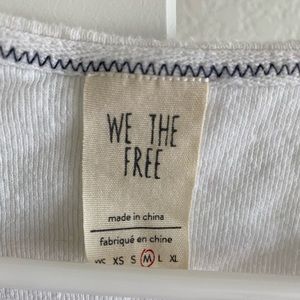 WE THE
FREE
made in china
fabriqué en chine
XS S M L XL